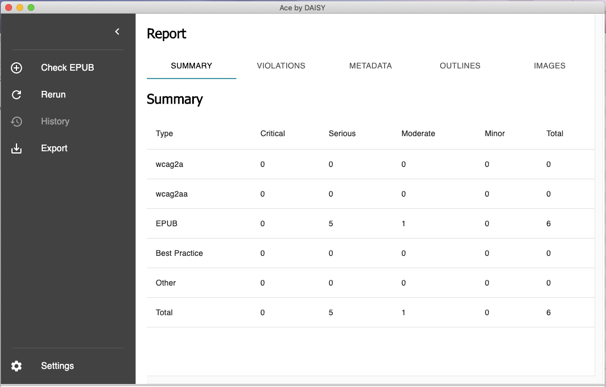 Ace by DAISY
Check EPUB
Rerun
History
Export
Settings
Report
SUMMARY VIOLATIONS METADATA OUTLINES IMAGES
Summary
Type Critical Serious Moderate Minor Total
wcag2a 0 0 0 0 0
wcag2aa 0 0 0 0 0
EPUB 0 5 1 0 6
Best Practice 0 0 0 0 0
Other 0 0 0 0 0
Total 0 5 1 0 6